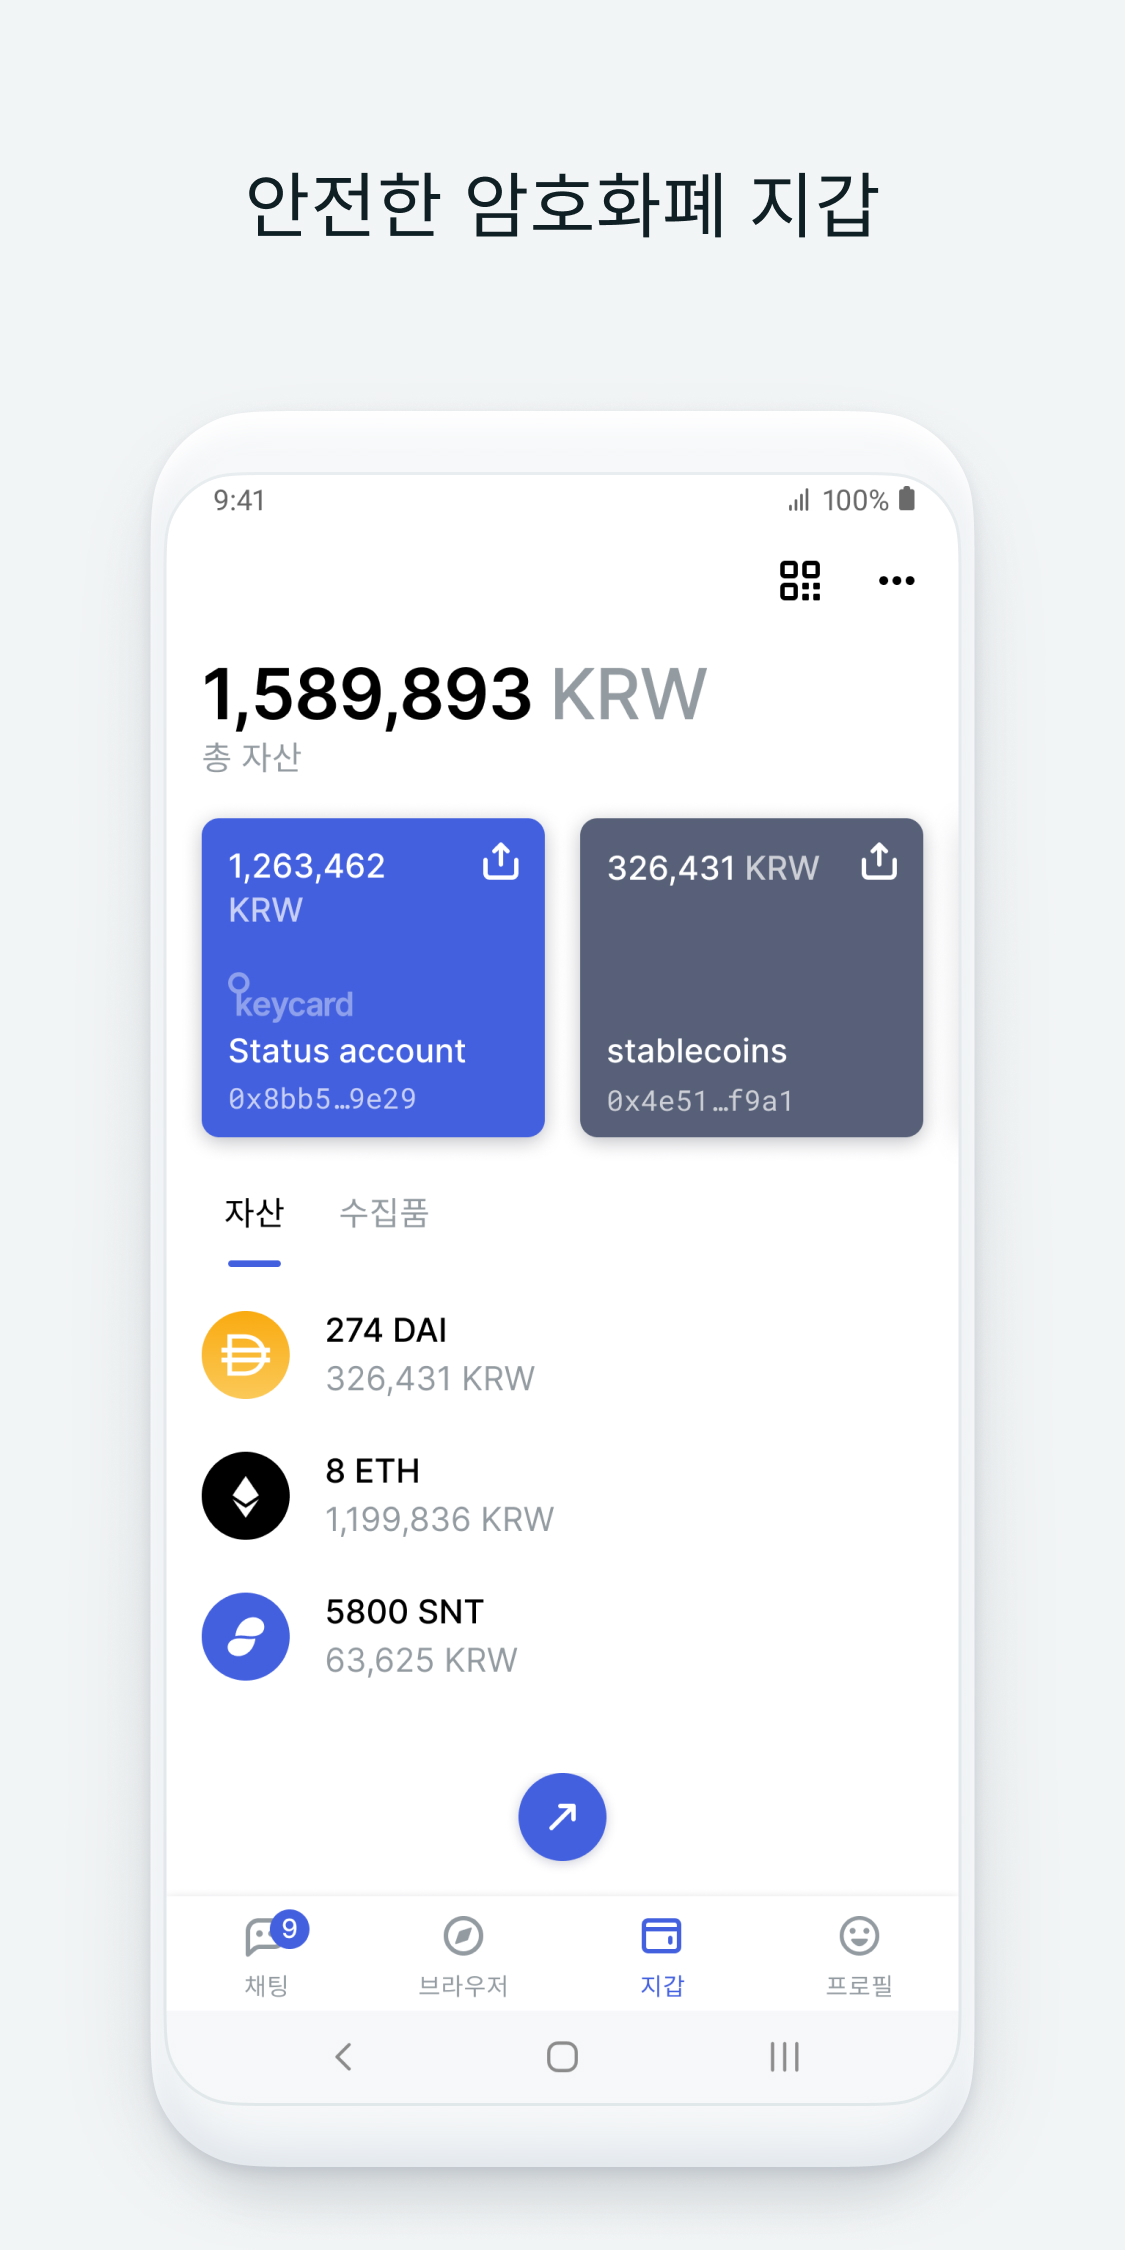 안전한 암호화폐 지갑
9:41
100%
1,589,893 KRW
총 자산
1,263,462
KRW
keycard
Status account
0x8bb5…9e29
326,431 KRW
stablecoins
0x4e51…f9a1
자산
수집품
274 DAI
326,431 KRW
8 ETH
1,199,836 KRW
5800 SNT
63,625 KRW
9
채팅
브라우저
지갑
프로필